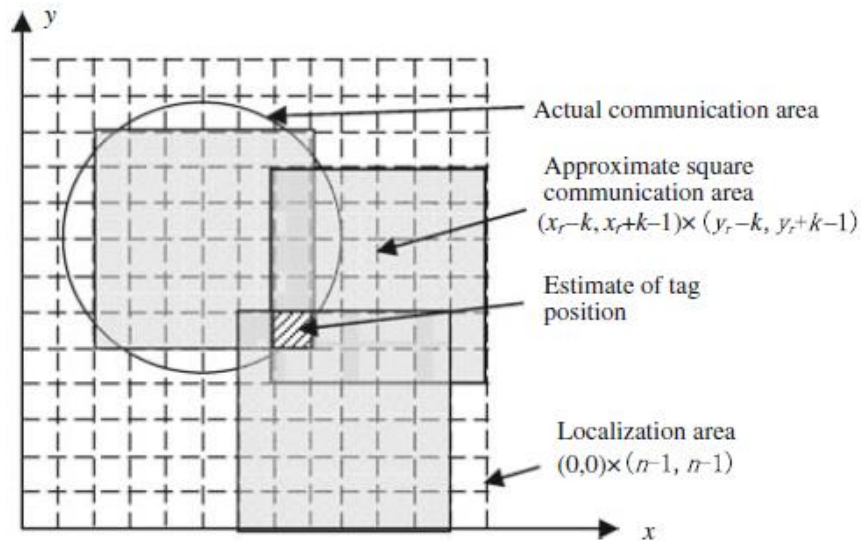 y
Actual communication area
Approximate square
communication area
(xᵣ−k, xᵣ+k−1)× (yᵣ−k, yᵣ+k−1)
Estimate of tag
position
Localization area
(0,0)×(n−1, n−1)
x